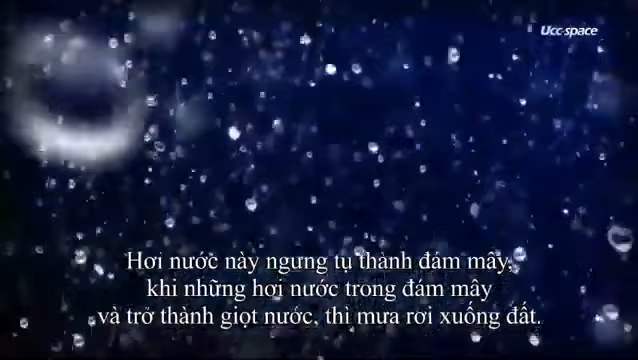 Ucc space
Hơi nước này ngưng tụ thành đám mây,
khi những hơi nước trong đám mây
và trở thành giọt nước, thì mưa rơi xuống đất.